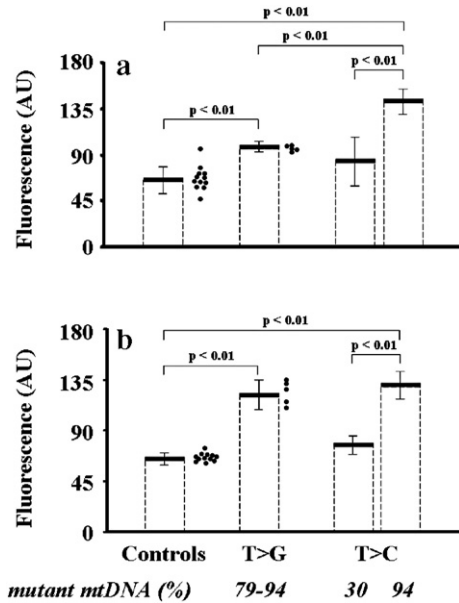 p < 0.01
p < 0.01
p < 0.01
p < 0.01
a
Fluorescence (AU)
180
135
90
45
0
p < 0.01
p < 0.01
p < 0.01
b
Fluorescence (AU)
180
135
90
45
0
Controls T>G T>C
mutant mtDNA (%) 79-94 30 94